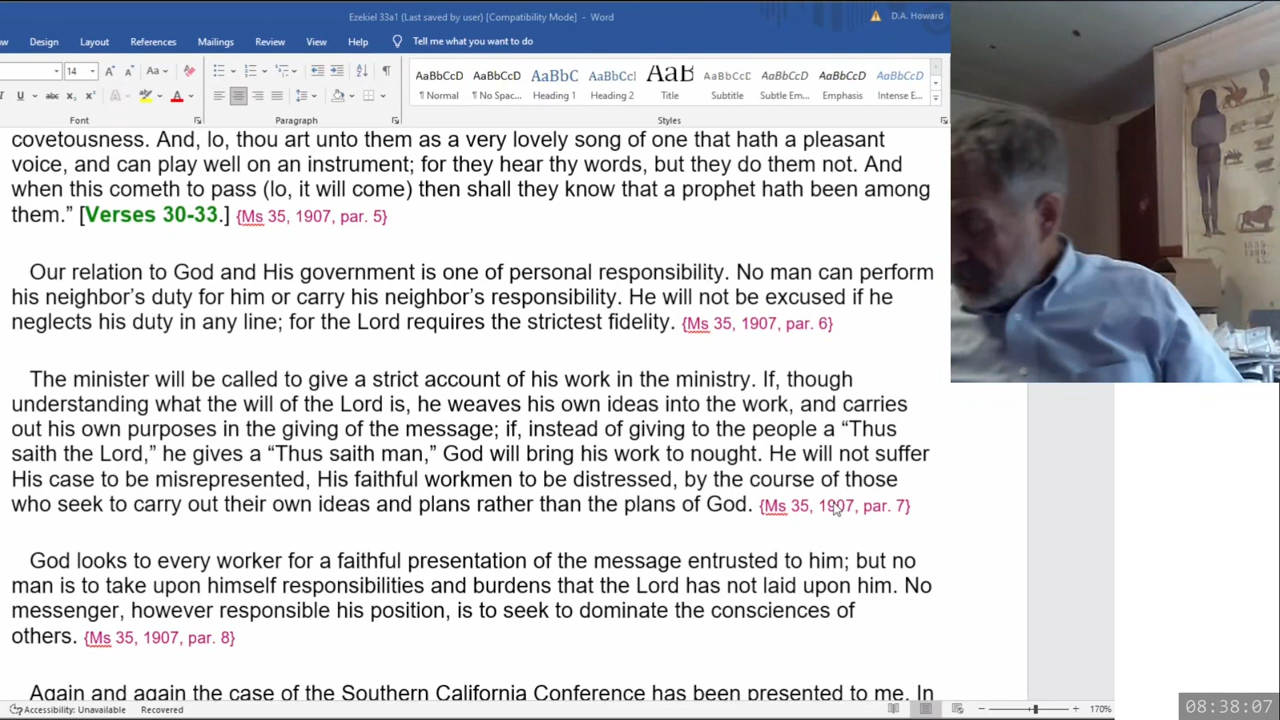 Ezekiel 33a1 (Last saved by user) [Compatibility Mode] - Word
D.A. Howard
Design Layout References Mailings Review View Help Tell me what you want to do
14 Aa
AaBbCcD AaBbCcD AaBbC AaBbCcI AaB AaBbCcD AaBbCcD AaBbCcD AaBbCcD
¶ Normal ¶ No Spac... Heading 1 Heading 2 Title Subtitle Subtle Em... Emphasis Intense E...
Font Paragraph Styles
covetousness. And, lo, thou art unto them as a very lovely song of one that hath a pleasant
voice, and can play well on an instrument; for they hear thy words, but they do them not. And
when this cometh to pass (lo, it will come) then shall they know that a prophet hath been among
them.” [Verses 30-33.] {Ms 35, 1907, par. 5}
Our relation to God and His government is one of personal responsibility. No man can perform
his neighbor’s duty for him or carry his neighbor’s responsibility. He will not be excused if he
neglects his duty in any line; for the Lord requires the strictest fidelity. {Ms 35, 1907, par. 6}
The minister will be called to give a strict account of his work in the ministry. If, though
understanding what the will of the Lord is, he weaves his own ideas into the work, and carries
out his own purposes in the giving of the message; if, instead of giving to the people a “Thus
saith the Lord,” he gives a “Thus saith man,” God will bring his work to nought. He will not suffer
His case to be misrepresented, His faithful workmen to be distressed, by the course of those
who seek to carry out their own ideas and plans rather than the plans of God. {Ms 35, 1907, par. 7}
God looks to every worker for a faithful presentation of the message entrusted to him; but no
man is to take upon himself responsibilities and burdens that the Lord has not laid upon him. No
messenger, however responsible his position, is to seek to dominate the consciences of
others. {Ms 35, 1907, par. 8}
Again and again the case of the Southern California Conference has been presented to me. In
Accessibility: Unavailable Recovered 170%
08:38:07